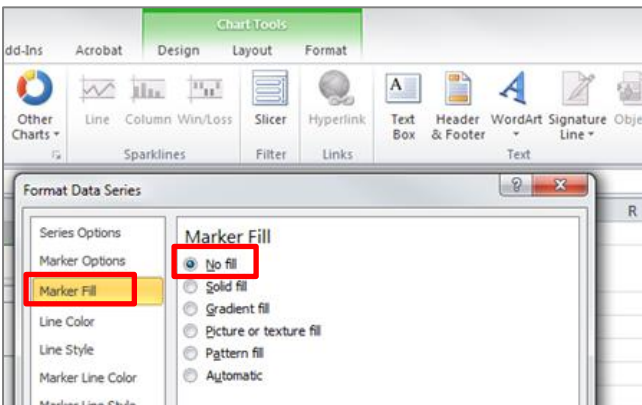 Chart Tools
dd-Ins Acrobat Design Layout Format
Other Charts Line Column Win/Loss Slicer Hyperlink Text Box Header & Footer WordArt Signature Line Obje
Sparklines Filter Links Text
Format Data Series
R
Series Options
Marker Options
Marker Fill
Line Color
Line Style
Marker Line Color
Marker Line Style
Marker Fill
No fill
Solid fill
Gradient fill
Picture or texture fill
Pattern fill
Automatic